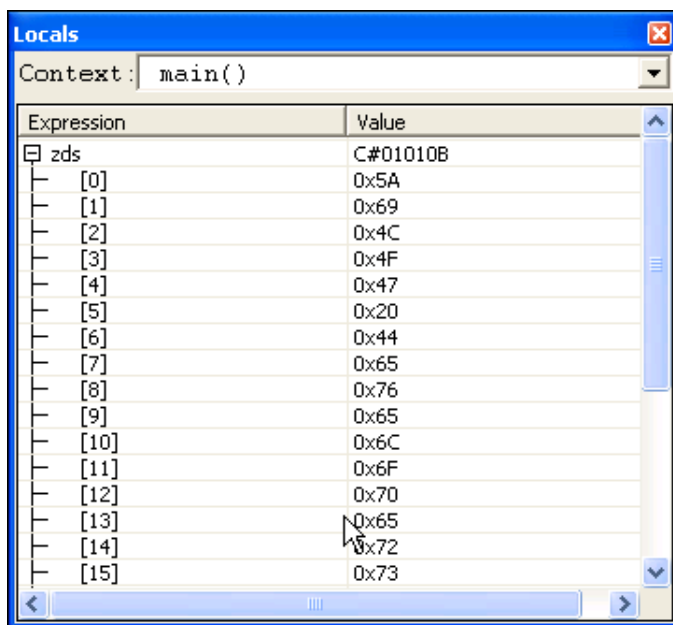 Locals
Context: main()
Expression Value
zds C#01010B
[0] 0x5A
[1] 0x69
[2] 0x4C
[3] 0x4F
[4] 0x47
[5] 0x20
[6] 0x44
[7] 0x65
[8] 0x76
[9] 0x65
[10] 0x6C
[11] 0x6F
[12] 0x70
[13] 0x65
[14] 0x72
[15] 0x73